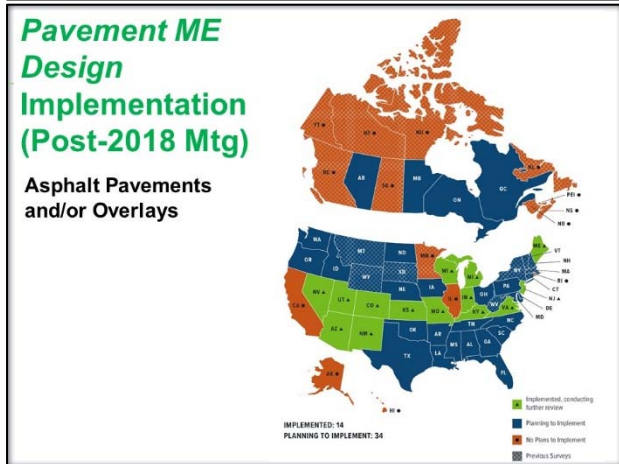 Pavement ME
Design
Implementation
(Post-2018 Mtg)
Asphalt Pavements
and/or Overlays
YT
NT
NU
BC
AB
SK
MB
ON
QC
NL
PEI
NS
NB
WA
OR
ID
MT
WY
ND
SD
NE
IA
MN
WI
MI
NV
UT
CO
KS
MO
IL
IN
OH
KY
WV
VA
PA
NY
ME
VT
NH
MA
RI
CT
NJ
DE
MD
CA
AZ
NM
OK
AR
TN
NC
SC
TX
LA
MS
AL
GA
FL
AK
HI
IMPLEMENTED: 14
PLANNING TO IMPLEMENT: 34
Implemented, conducting
further review
Planning to Implement
No Plans to Implement
Previous Surveys